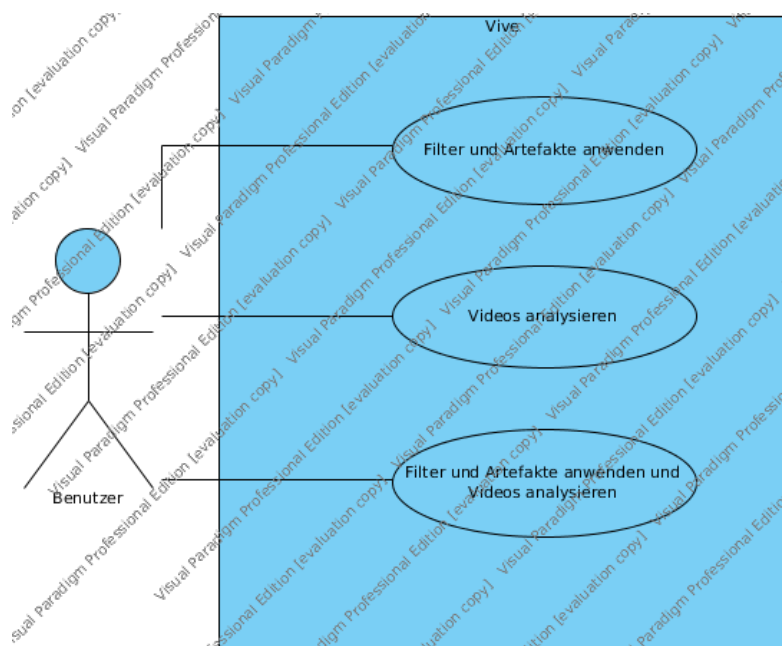 Vive
Filter und Artefakte anwenden
Videos analysieren
Filter und Artefakte anwenden und
Videos analysieren
Benutzer
Visual Paradigm Professional Edition [evaluation copy]